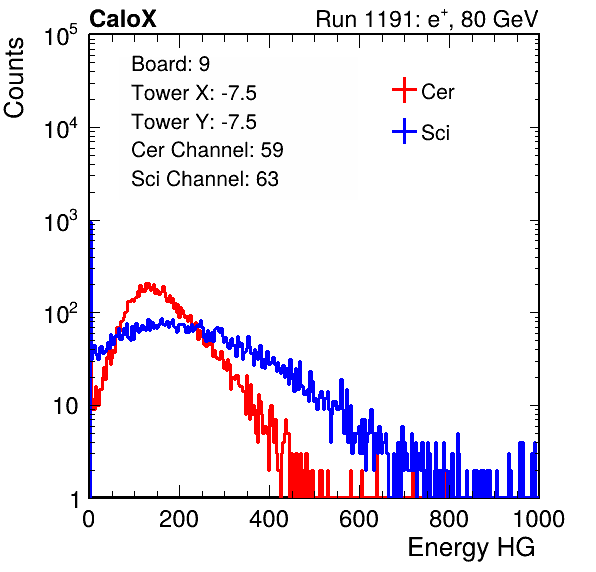 CaloX Run 1191: e⁺, 80 GeV
Counts
10⁵
10⁴
10³
10²
10
1
Board: 9
Tower X: -7.5
Tower Y: -7.5
Cer Channel: 59
Sci Channel: 63
Cer
Sci
0 200 400 600 800 1000
Energy HG